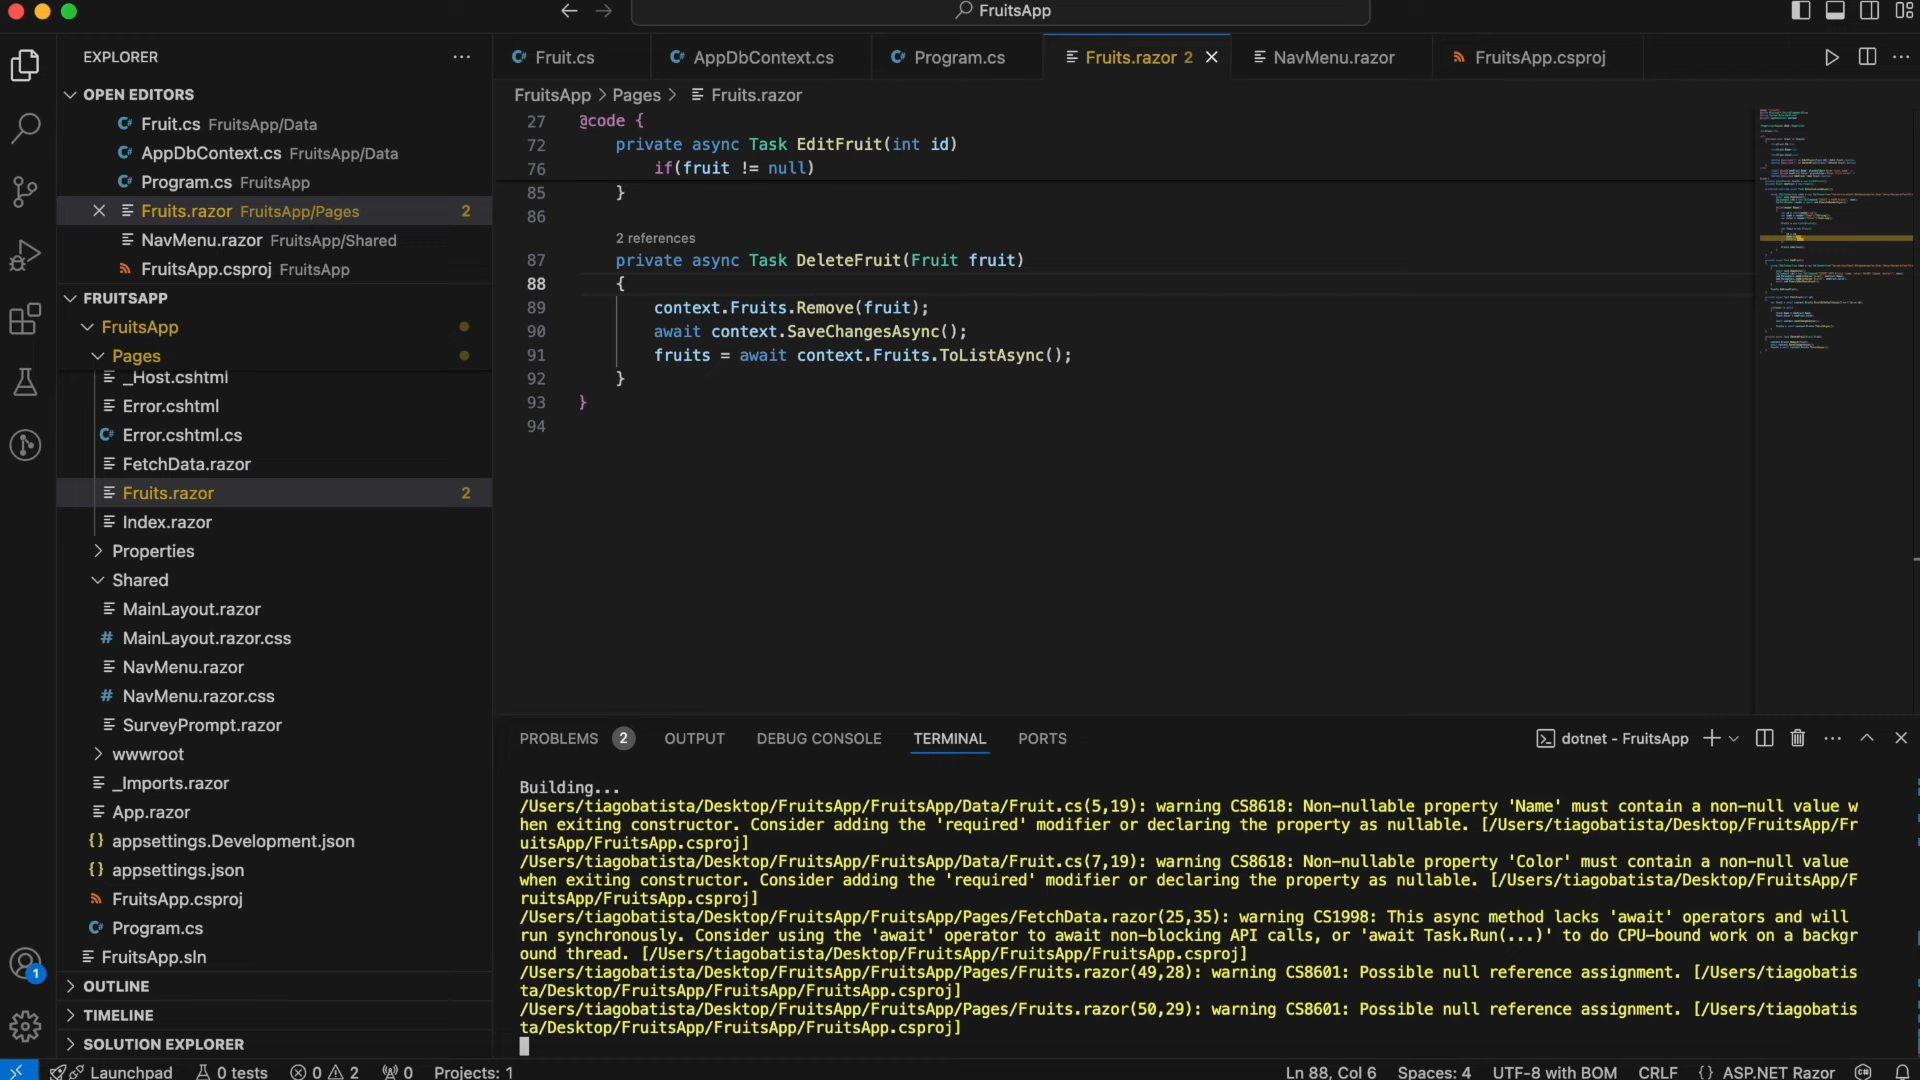 FruitsApp
EXPLORER
Fruit.cs
AppDbContext.cs
Program.cs
Fruits.razor 2
NavMenu.razor
FruitsApp.csproj
OPEN EDITORS
Fruit.cs FruitsApp/Data
AppDbContext.cs FruitsApp/Data
Program.cs FruitsApp
Fruits.razor FruitsApp/Pages 2
NavMenu.razor FruitsApp/Shared
FruitsApp.csproj FruitsApp
FRUITSAPP
FruitsApp
Pages
_Host.cshtml
Error.cshtml
Error.cshtml.cs
FetchData.razor
Fruits.razor 2
Index.razor
Properties
Shared
MainLayout.razor
MainLayout.razor.css
NavMenu.razor
NavMenu.razor.css
SurveyPrompt.razor
wwwroot
_Imports.razor
App.razor
appsettings.Development.json
appsettings.json
FruitsApp.csproj
Program.cs
FruitsApp.sln
OUTLINE
TIMELINE
SOLUTION EXPLORER
1
FruitsApp > Pages > Fruits.razor
27 @code {
72 private async Task EditFruit(int id)
76 if(fruit != null)
85 }
86
2 references
87 private async Task DeleteFruit(Fruit fruit)
88 {
89 context.Fruits.Remove(fruit);
90 await context.SaveChangesAsync();
91 fruits = await context.Fruits.ToListAsync();
92 }
93 }
94
PROBLEMS 2 OUTPUT DEBUG CONSOLE TERMINAL PORTS
dotnet - FruitsApp
Building...
/Users/tiagobatista/Desktop/FruitsApp/FruitsApp/Data/Fruit.cs(5,19): warning CS8618: Non-nullable property 'Name' must contain a non-null value w
hen exiting constructor. Consider adding the 'required' modifier or declaring the property as nullable. [/Users/tiagobatista/Desktop/FruitsApp/Fr
uitsApp/FruitsApp.csproj]
/Users/tiagobatista/Desktop/FruitsApp/FruitsApp/Data/Fruit.cs(7,19): warning CS8618: Non-nullable property 'Color' must contain a non-null value
when exiting constructor. Consider adding the 'required' modifier or declaring the property as nullable. [/Users/tiagobatista/Desktop/FruitsApp/F
ruitsApp/FruitsApp.csproj]
/Users/tiagobatista/Desktop/FruitsApp/FruitsApp/Pages/FetchData.razor(25,35): warning CS1998: This async method lacks 'await' operators and will
run synchronously. Consider using the 'await' operator to await non-blocking API calls, or 'await Task.Run(...)' to do CPU-bound work on a backgr
ound thread. [/Users/tiagobatista/Desktop/FruitsApp/FruitsApp/FruitsApp.csproj]
/Users/tiagobatista/Desktop/FruitsApp/FruitsApp/Pages/Fruits.razor(49,28): warning CS8601: Possible null reference assignment. [/Users/tiagobatis
ta/Desktop/FruitsApp/FruitsApp/FruitsApp.csproj]
/Users/tiagobatista/Desktop/FruitsApp/FruitsApp/Pages/Fruits.razor(50,29): warning CS8601: Possible null reference assignment. [/Users/tiagobatis
ta/Desktop/FruitsApp/FruitsApp/FruitsApp.csproj]
Launchpad 0 tests 0 2 0 Projects: 1
Ln 88, Col 6 Spaces: 4 UTF-8 with BOM CRLF {} ASP.NET Razor